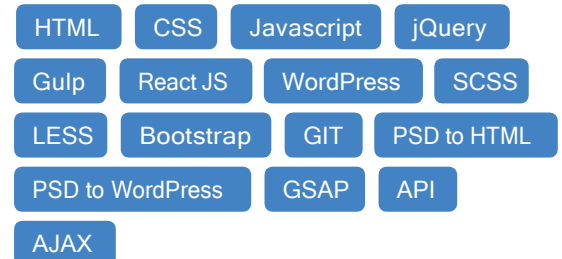 HTML CSS Javascript jQuery
Gulp React JS WordPress SCSS
LESS Bootstrap GIT PSD to HTML
PSD to WordPress GSAP API
AJAX